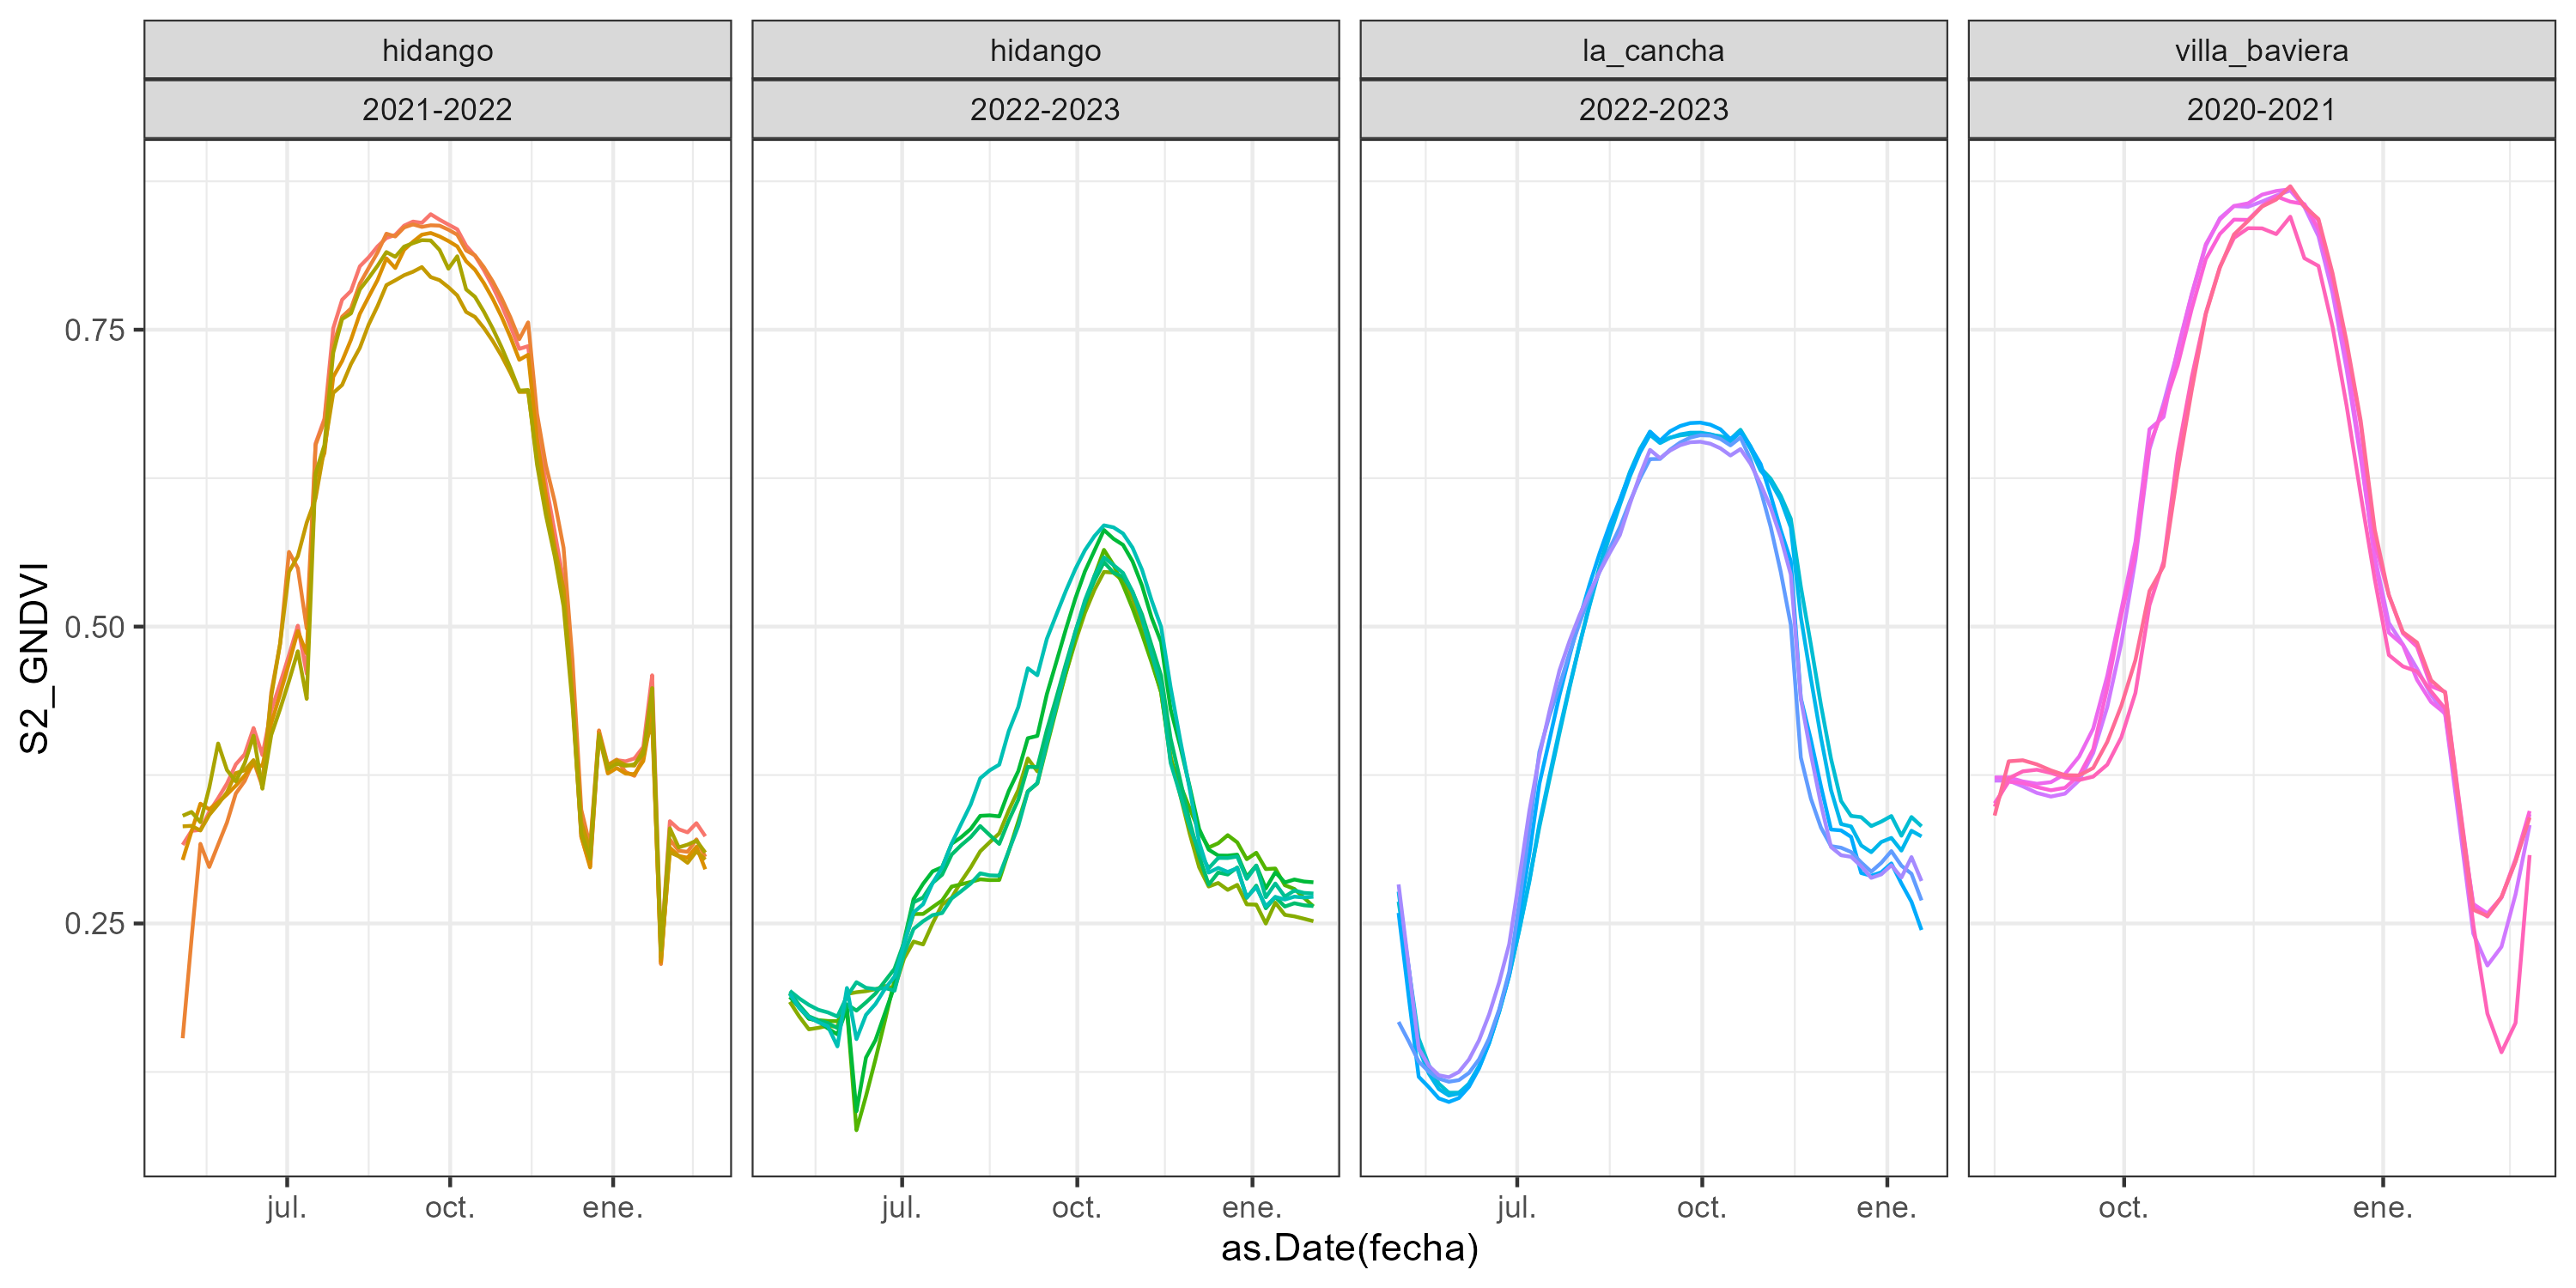 hidango hidango la_cancha villa_baviera
2021-2022 2022-2023 2022-2023 2020-2021
S2_GNDVI
0.75
0.50
0.25
jul. oct. ene. jul. oct. ene. jul. oct. ene. oct. ene.
as.Date(fecha)